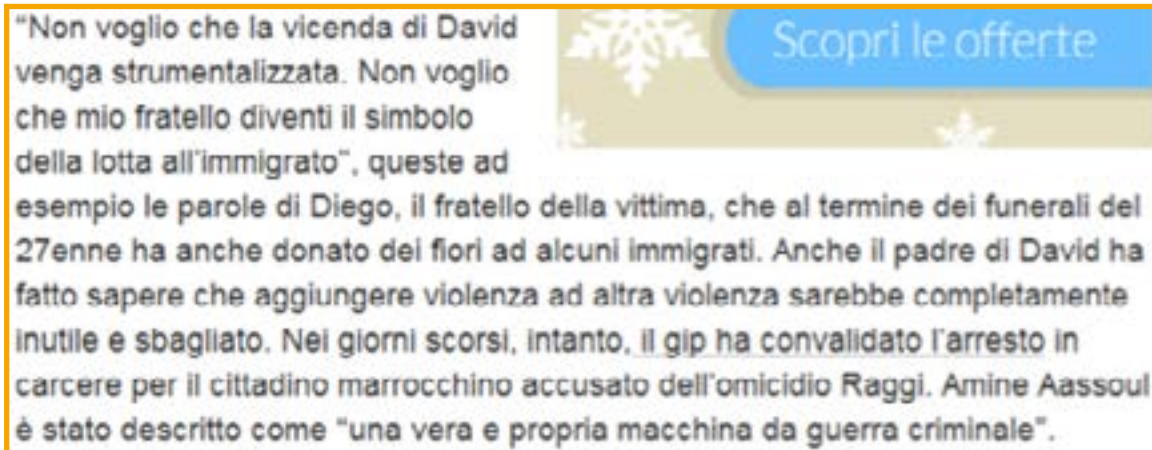 “Non voglio che la vicenda di David
venga strumentalizzata. Non voglio
che mio fratello diventi il simbolo
della lotta all'immigrato”, queste ad
esempio le parole di Diego, il fratello della vittima, che al termine dei funerali del
27enne ha anche donato dei fiori ad alcuni immigrati. Anche il padre di David ha
fatto sapere che aggiungere violenza ad altra violenza sarebbe completamente
inutile e sbagliato. Nei giorni scorsi, intanto, il gip ha convalidato l'arresto in
carcere per il cittadino marrocchino accusato dell'omicidio Raggi. Amine Aassoul
è stato descritto come “una vera e propria macchina da guerra criminale”.
Scopri le offerte